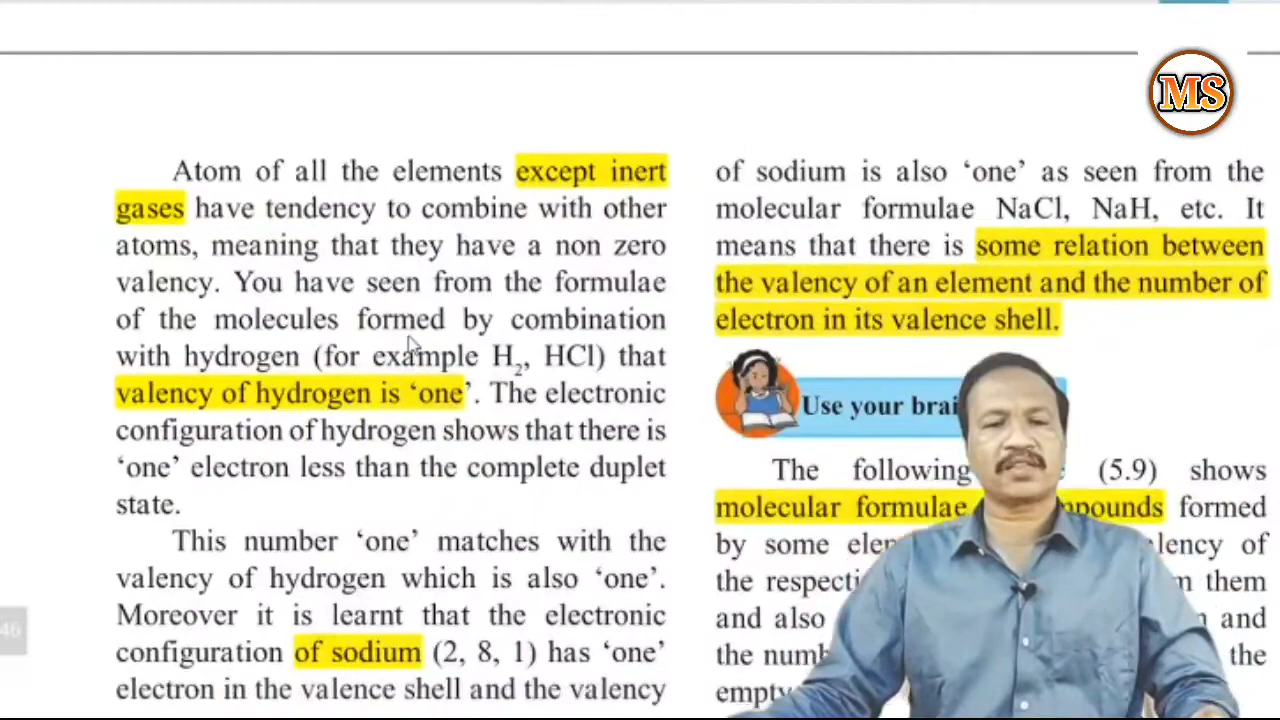 MS
Atom of all the elements except inert
gases have tendency to combine with other
atoms, meaning that they have a non zero
valency. You have seen from the formulae
of the molecules formed by combination
with hydrogen (for example H₂, HCl) that
valency of hydrogen is ‘one’. The electronic
configuration of hydrogen shows that there is
‘one’ electron less than the complete duplet
state.
This number ‘one’ matches with the
valency of hydrogen which is also ‘one’.
Moreover it is learnt that the electronic
configuration of sodium (2, 8, 1) has ‘one’
electron in the valence shell and the valency
46
of sodium is also ‘one’ as seen from the
molecular formulae NaCl, NaH, etc. It
means that there is some relation between
the valency of an element and the number of
electron in its valence shell.
Use your brai
The following (5.9) shows
molecular formulae formed
by some of
the them
and also and
the the